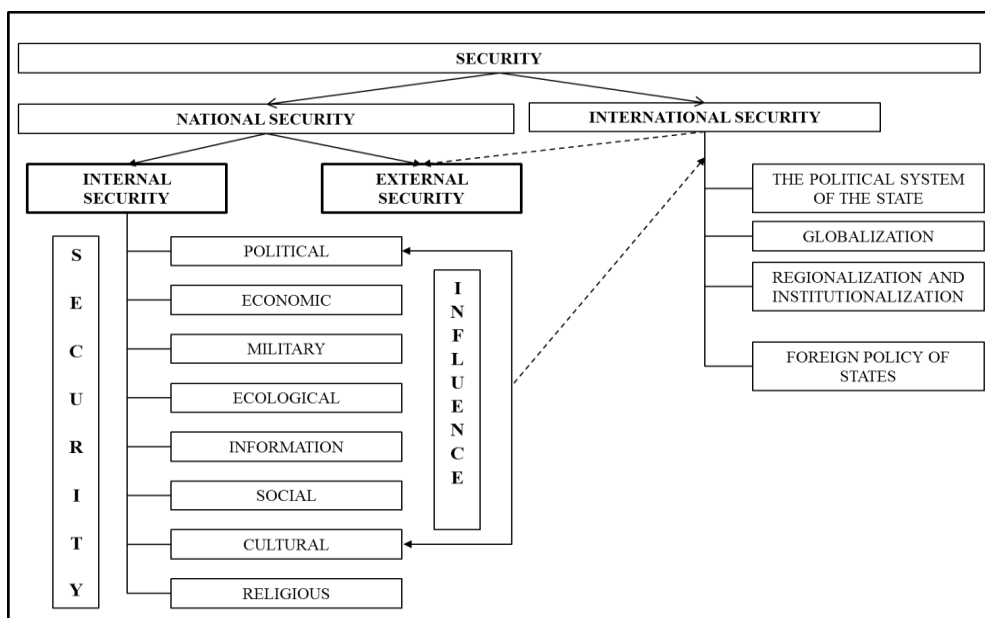 SECURITY
NATIONAL SECURITY
INTERNATIONAL SECURITY
INTERNAL
SECURITY
EXTERNAL
SECURITY
THE POLITICAL SYSTEM
OF THE STATE
GLOBALIZATION
REGIONALIZATION AND
INSTITUTIONALIZATION
FOREIGN POLICY OF
STATES
S
E
C
U
R
I
T
Y
POLITICAL
ECONOMIC
MILITARY
ECOLOGICAL
INFORMATION
SOCIAL
CULTURAL
RELIGIOUS
I
N
F
L
U
E
N
C
E